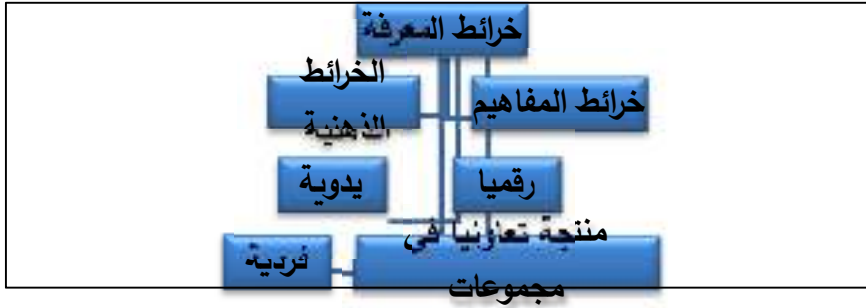 خرائط المعرفة
خرائط المفاهيم
الخرائط
الذهنية
رقميا
يدوية
منتجة تعاونيا في
مجموعات
فردية